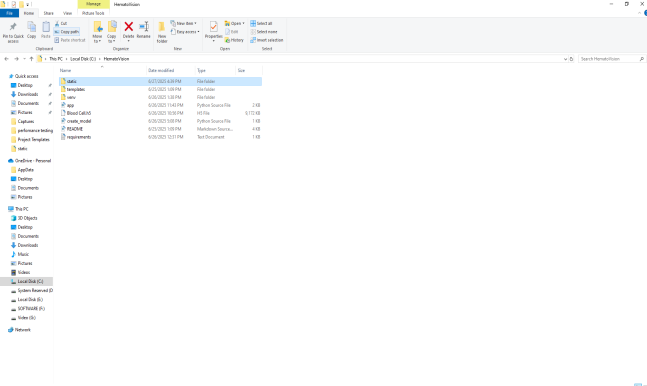 Manage HematoVision
File Home Share View Picture Tools
Pin to Quick access
Copy
Paste
Cut
Copy path
Paste shortcut
Clipboard
Move to
Copy to
Delete
Rename
Organise
New folder
New item
Easy access
New
Properties
Open
Edit
History
Open
Select all
Select none
Invert selection
Select
This PC > Local Disk (C:) > HematoVision
Search HematoVision
Name Date modified Type Size
static 6/27/2025 4:39 PM File folder
templates 6/25/2025 1:09 PM File folder
venv 6/26/2025 1:28 PM File folder
app 6/26/2025 11:43 PM Python Source File 2 KB
Blood Cell.h5 6/26/2025 10:50 PM H5 File 9,172 KB
create_model 6/26/2025 5:00 PM Python Source File 1 KB
README 6/25/2025 1:09 PM Markdown Source... 4 KB
requirements 6/26/2025 12:31 PM Text Document 1 KB
Quick access
Desktop
Downloads
Documents
Pictures
Captures
performance testing
Project Templates
static
OneDrive - Personal
AppData
Desktop
Documents
Pictures
This PC
3D Objects
Desktop
Documents
Downloads
Music
Pictures
Videos
Local Disk (C:)
System Reserved (D
Local Disk (E:)
SOFTWARE (F:)
Video (G:)
Network